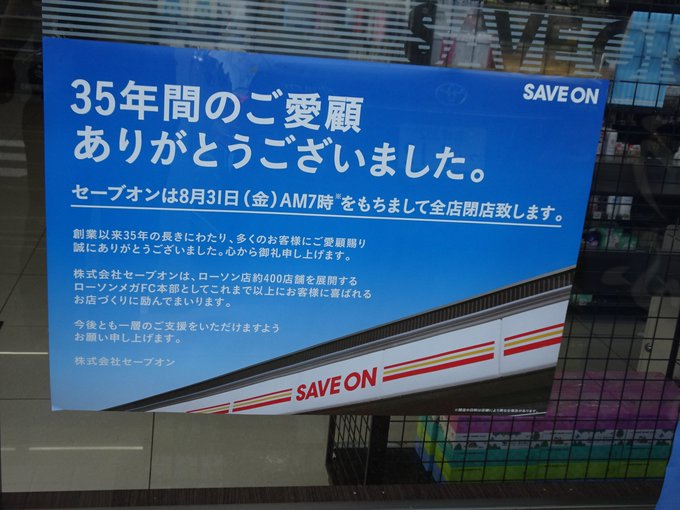 SAVE ON
SAVE ON
35年間のご愛顧
ありがとうございました。
セーブオンは8月31日(金)AM7時※をもちまして全店閉店致します。
創業以来35年の長きにわたり、多くのお客様にご愛顧賜り
誠にありがとうございました。心から御礼申し上げます。
株式会社セーブオンは、ローソン店約400店舗を展開する
ローソンメガFC本部としてこれまで以上にお客様に喜ばれる
お店づくりに励んでまいります。
今後とも一層のご支援をいただけますよう
お願い申し上げます。
株式会社セーブオン
SAVE ON